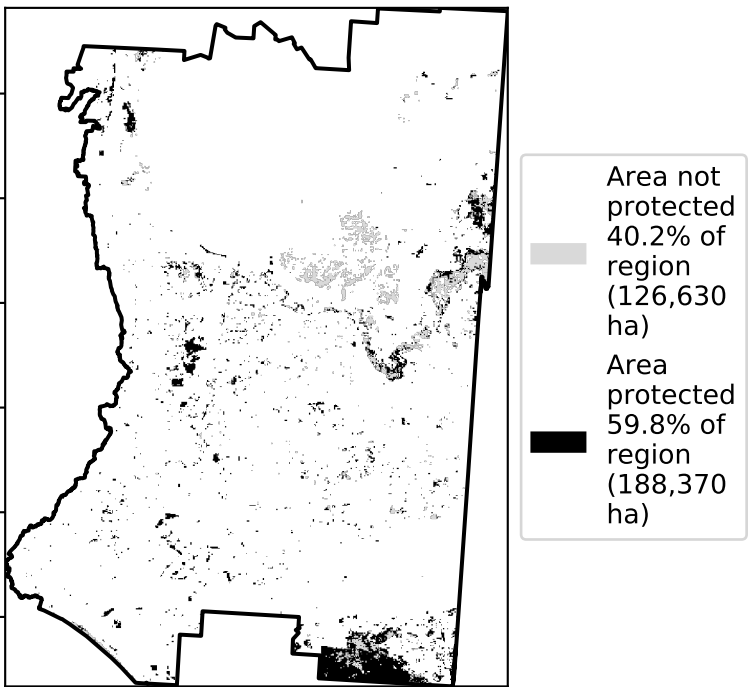 Area not
protected
40.2% of
region
(126,630
ha)
Area
protected
59.8% of
region
(188,370
ha)